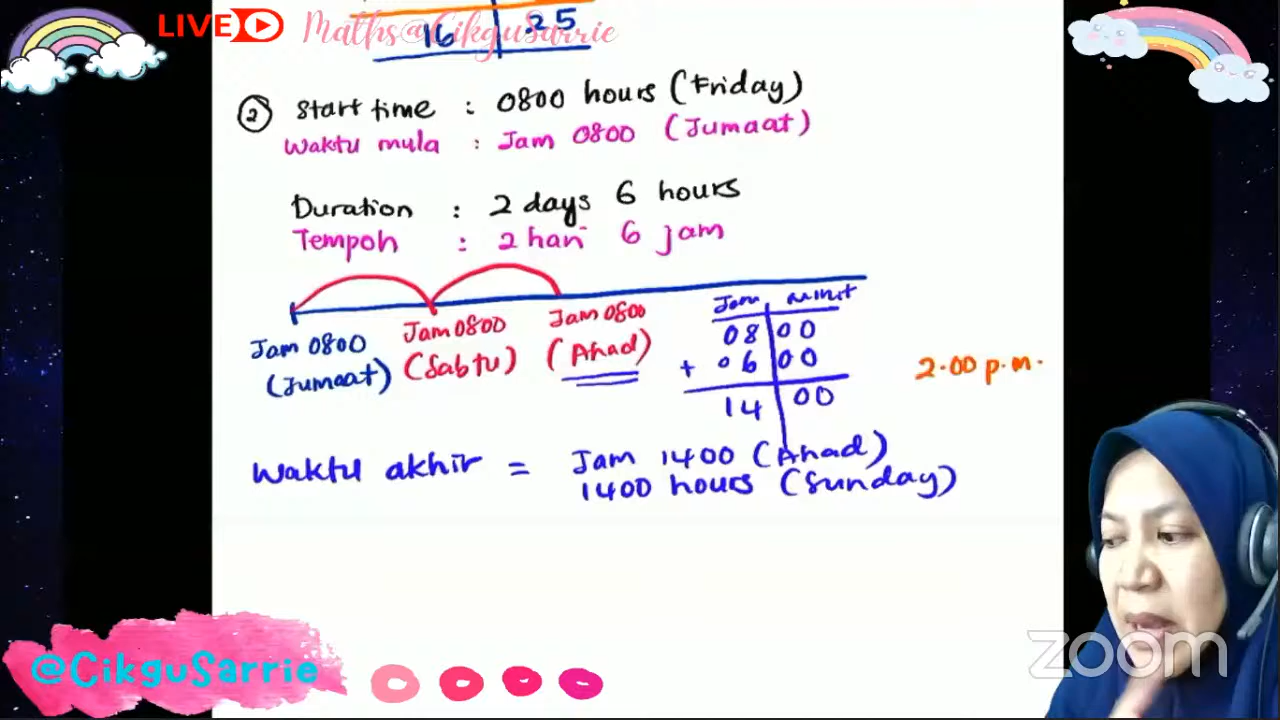 LIVE Maths@CikguSarrie
16 25
2 Start time : 0800 hours (Friday)
Waktu mula : Jam 0800 (Jumaat)
Duration : 2 days 6 hours
Tempoh : 2 hari 6 jam
Jam 0800 (Jumaat)
Jam 0800 (Sabtu)
Jam 0800 (Ahad)
Jam minit
08 00
+ 06 00
14 00
2.00 p.m.
Waktu akhir = Jam 1400 (Ahad)
1400 hours (Sunday)
@CikguSarrie
zoom